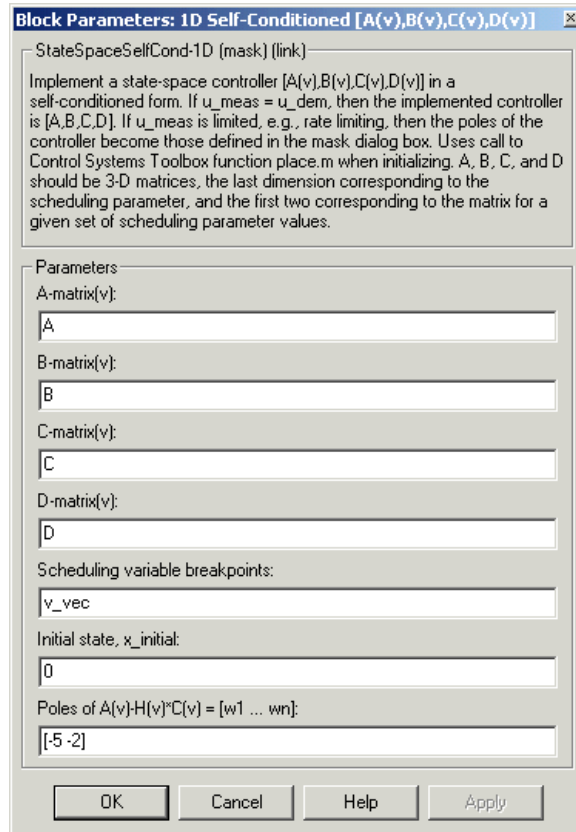 Block Parameters: 1D Self-Conditioned [A(v),B(v),C(v),D(v)]
StateSpaceSelfCond-1D (mask) (link)
Implement a state-space controller [A(v),B(v),C(v),D(v)] in a
self-conditioned form. If u_meas = u_dem, then the implemented controller
is [A,B,C,D]. If u_meas is limited, e.g., rate limiting, then the poles of the
controller become those defined in the mask dialog box. Uses call to
Control Systems Toolbox function place.m when initializing. A, B, C, and D
should be 3-D matrices, the last dimension corresponding to the
scheduling parameter, and the first two corresponding to the matrix for a
given set of scheduling parameter values.
Parameters
A-matrix(v):
A
B-matrix(v):
B
C-matrix(v):
C
D-matrix(v):
D
Scheduling variable breakpoints:
v_vec
Initial state, x_initial:
0
Poles of A(v)-H(v)*C(v) = [w1 ... wn]:
[-5 -2]
OK Cancel Help Apply